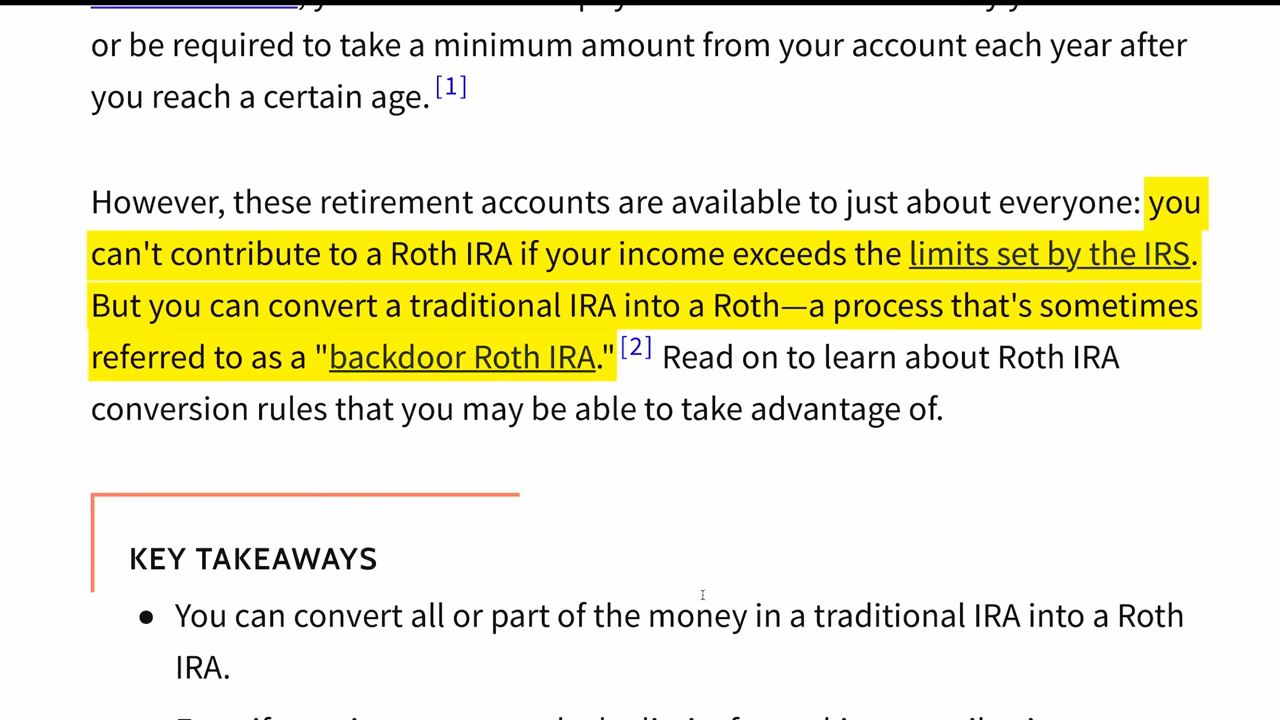 or be required to take a minimum amount from your account each year after
you reach a certain age. [1]
However, these retirement accounts are available to just about everyone: you
can't contribute to a Roth IRA if your income exceeds the limits set by the IRS.
But you can convert a traditional IRA into a Roth—a process that's sometimes
referred to as a "backdoor Roth IRA." [2] Read on to learn about Roth IRA
conversion rules that you may be able to take advantage of.
KEY TAKEAWAYS
● You can convert all or part of the money in a traditional IRA into a Roth
IRA.